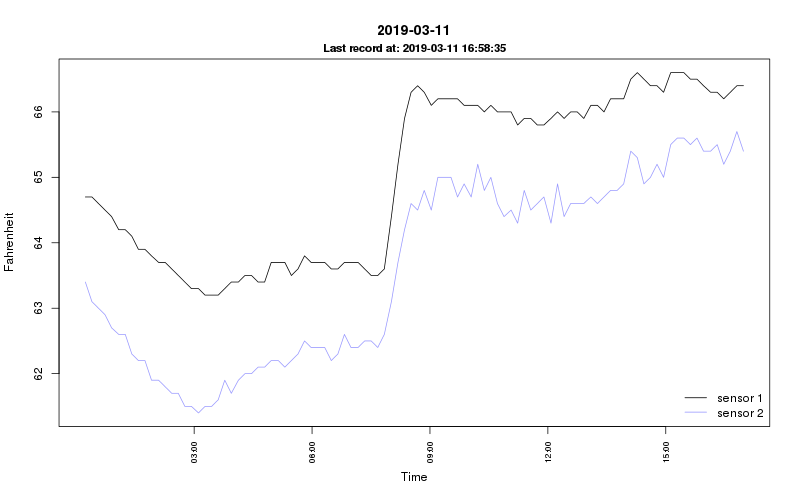 2019-03-11
Last record at: 2019-03-11 16:58:35
Fahrenheit
66
65
64
63
62
sensor 1
sensor 2
03:00
06:00
09:00
12:00
15:00
Time